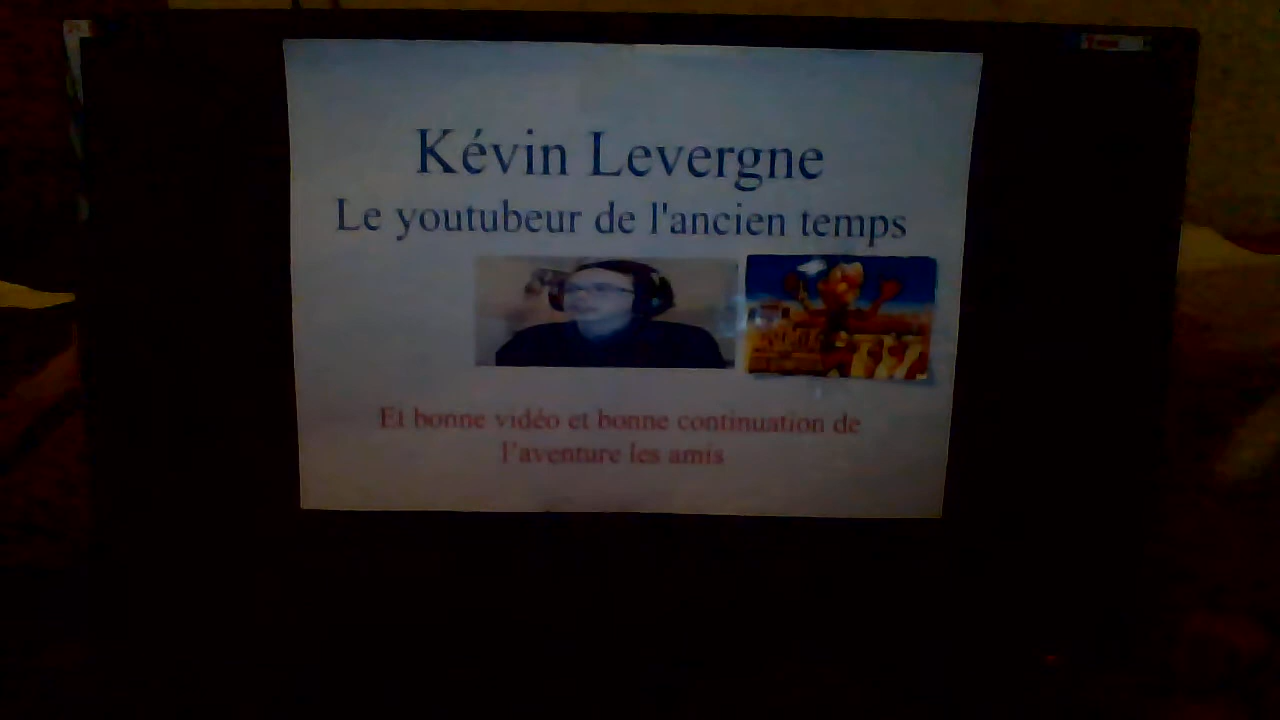 Kévin Levergne
Le youtubeur de l'ancien temps
Et bonne vidéo et bonne continuation de
l'aventure les amis